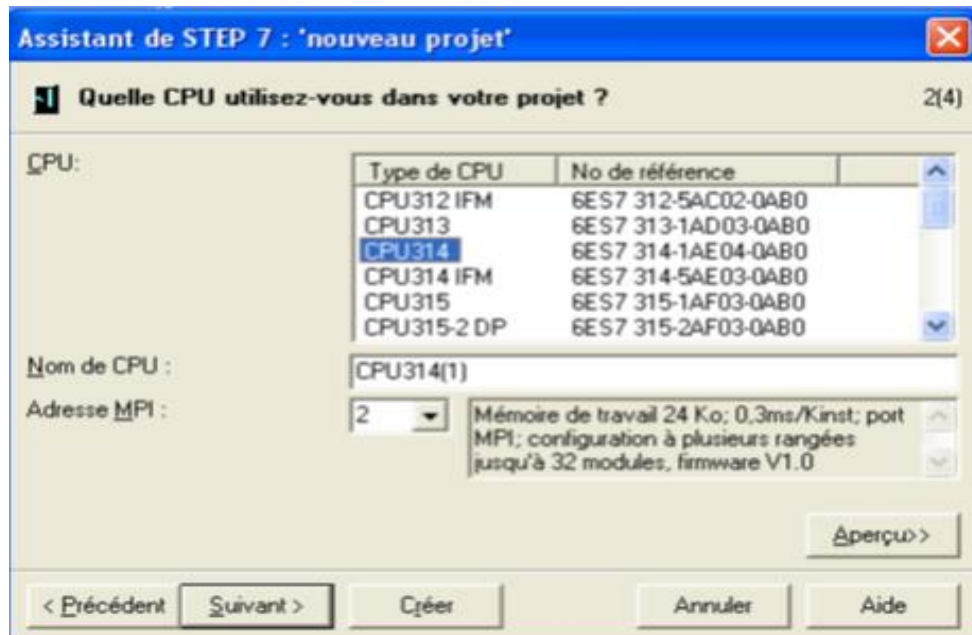 Assistant de STEP 7 : 'nouveau projet'
Quelle CPU utilisez-vous dans votre projet ? 2(4)
CPU:
Type de CPU No de référence
CPU312 IFM 6ES7 312-5AC02-0AB0
CPU313 6ES7 313-1AD03-0AB0
CPU314 6ES7 314-1AE04-0AB0
CPU314 IFM 6ES7 314-5AE03-0AB0
CPU315 6ES7 315-1AF03-0AB0
CPU315-2 DP 6ES7 315-2AF03-0AB0
Nom de CPU : CPU314(1)
Adresse MPI : 2
Mémoire de travail 24 Ko; 0,3ms/Kinst; port
MPI; configuration à plusieurs rangées
jusqu'à 32 modules, firmware V1.0
Aperçu>>
< Précédent Suivant > Créer Annuler Aide